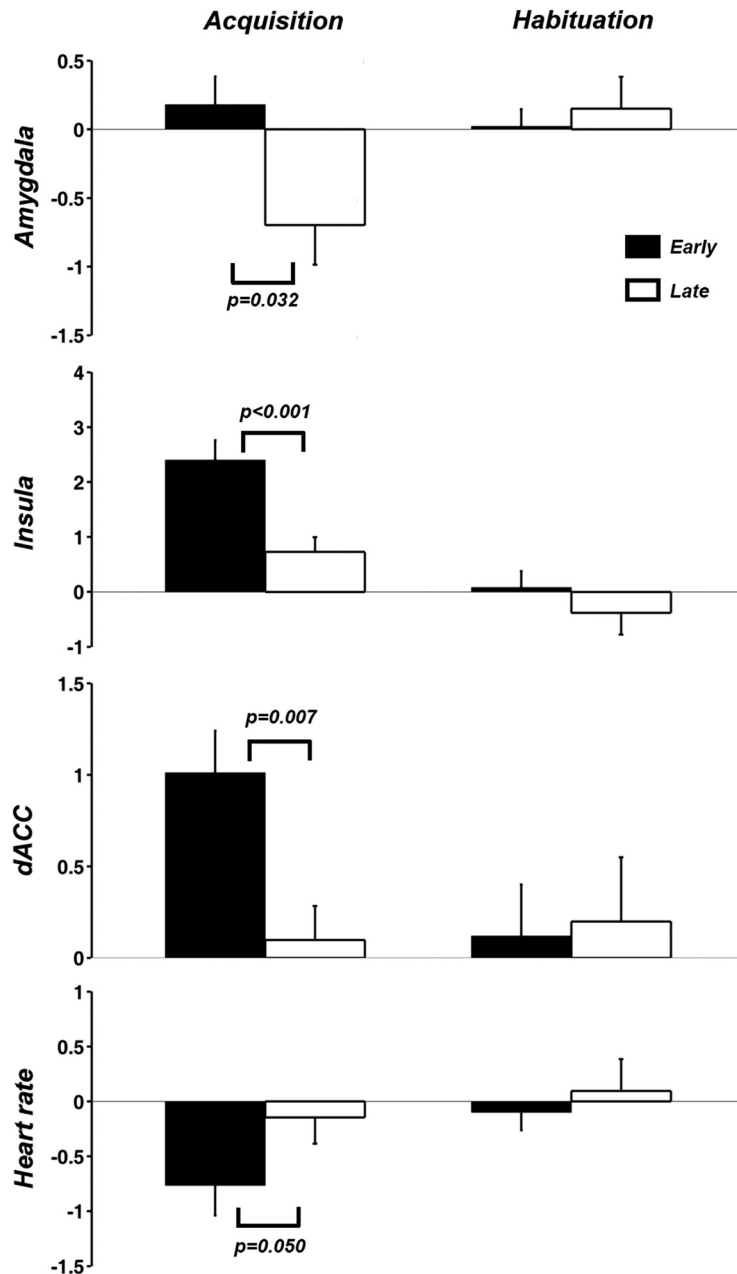 Acquisition Habituation
Amygdala
0.5
0
-0.5
-1
-1.5
p=0.032
Early
Late
Insula
4
3
2
1
0
-1
p<0.001
dACC
1.5
1
0.5
0
p=0.007
Heart rate
1
0.5
0
-0.5
-1
-1.5
p=0.050